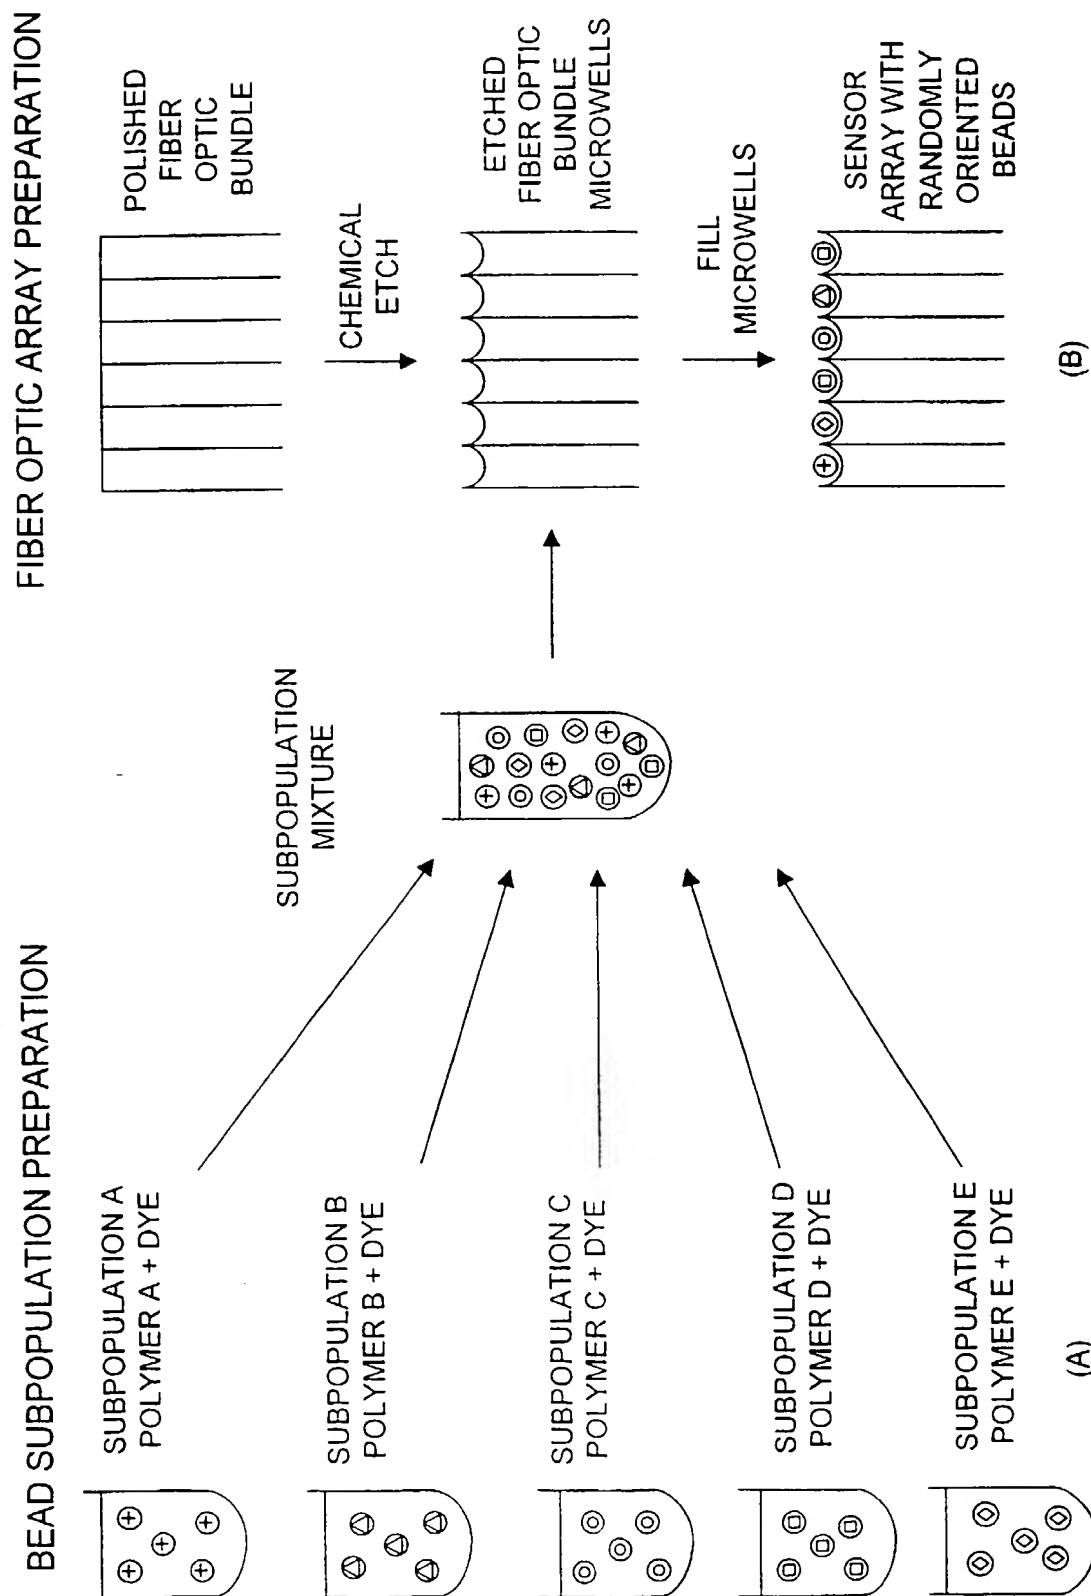 BEAD SUBPOPULATION PREPARATION
SUBPOPULATION A
POLYMER A + DYE
SUBPOPULATION B
POLYMER B + DYE
SUBPOPULATION C
POLYMER C + DYE
SUBPOPULATION D
POLYMER D + DYE
SUBPOPULATION E
POLYMER E + DYE
(A)
SUBPOPULATION
MIXTURE
FIBER OPTIC ARRAY PREPARATION
POLISHED
FIBER
OPTIC
BUNDLE
CHEMICAL
ETCH
ETCHED
FIBER OPTIC
BUNDLE
MICROWELLS
FILL
MICROWELLS
SENSOR
ARRAY WITH
RANDOMLY
ORIENTED
BEADS
(B)